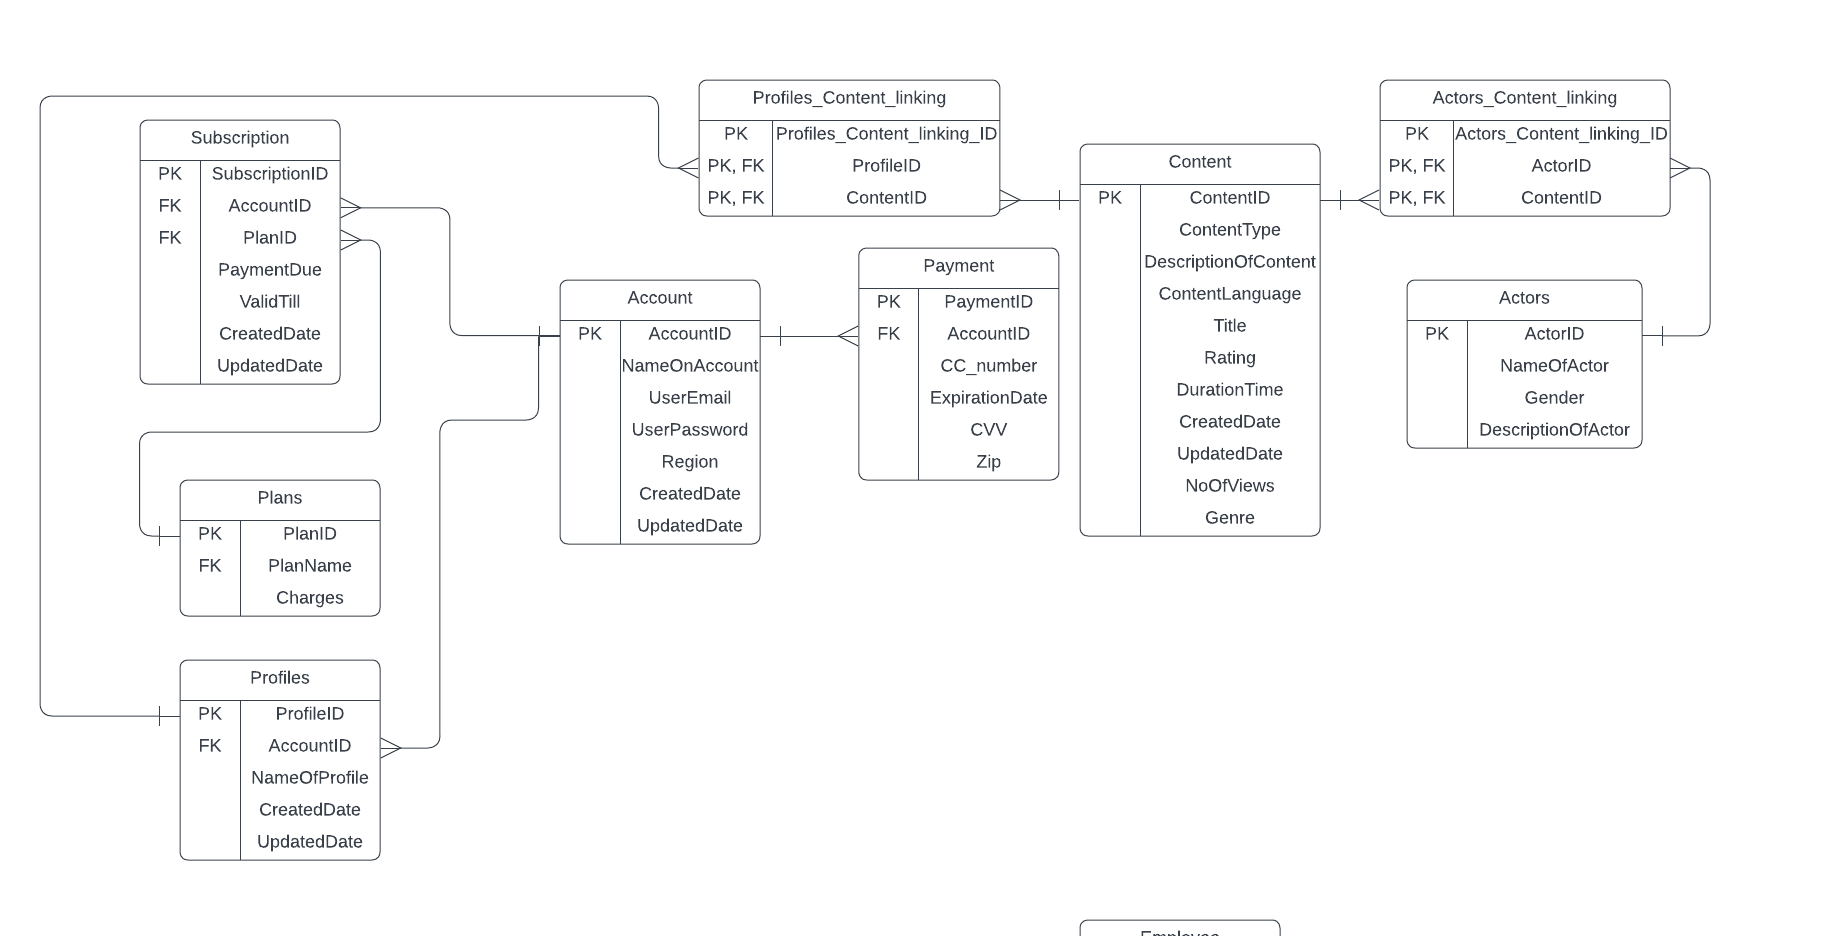 Profiles_Content_linking
PK Profiles_Content_linking_ID
PK, FK ProfileID
PK, FK ContentID
Actors_Content_linking
PK Actors_Content_linking_ID
PK, FK ActorID
PK, FK ContentID
Subscription
PK SubscriptionID
FK AccountID
FK PlanID
PaymentDue
ValidTill
CreatedDate
UpdatedDate
Content
PK ContentID
ContentType
DescriptionOfContent
ContentLanguage
Title
Rating
DurationTime
CreatedDate
UpdatedDate
NoOfViews
Genre
Payment
PK PaymentID
FK AccountID
CC_number
ExpirationDate
CVV
Zip
Account
PK AccountID
NameOnAccount
UserEmail
UserPassword
Region
CreatedDate
UpdatedDate
Actors
PK ActorID
NameOfActor
Gender
DescriptionOfActor
Plans
PK PlanID
FK PlanName
Charges
Profiles
PK ProfileID
FK AccountID
NameOfProfile
CreatedDate
UpdatedDate
Employee